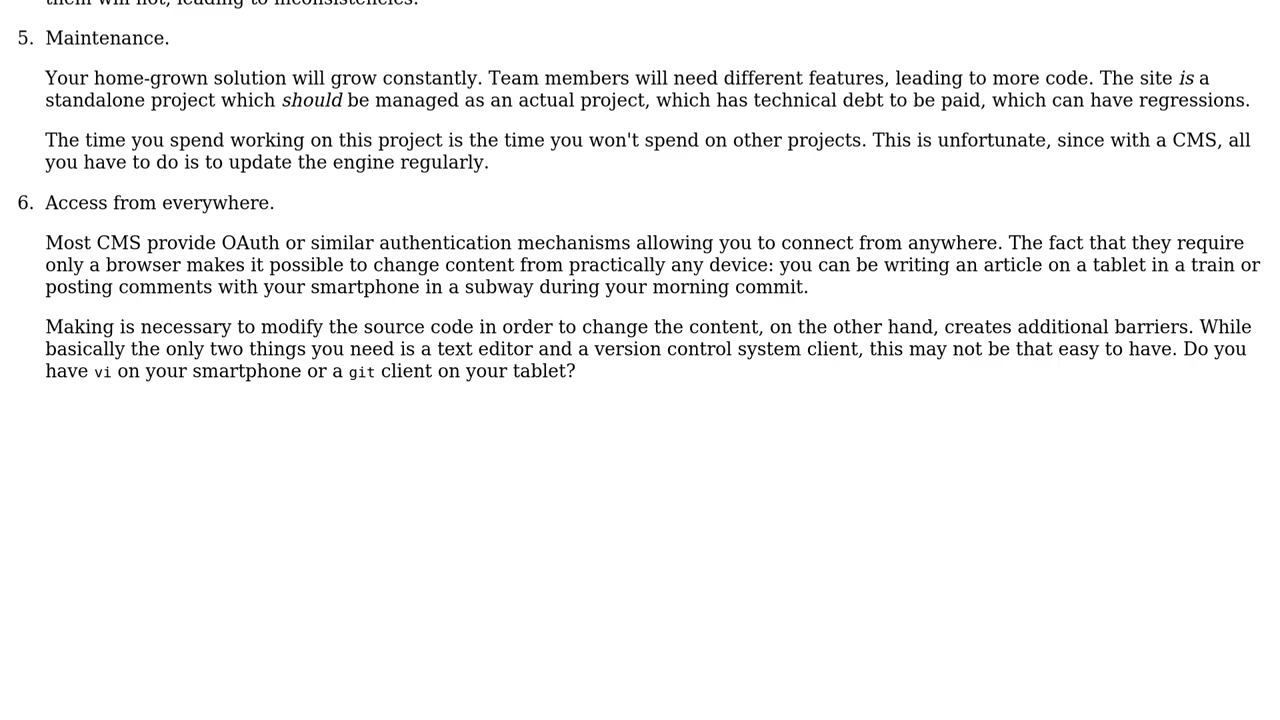 them will not, leading to inconsistencies.
5. Maintenance.
Your home-grown solution will grow constantly. Team members will need different features, leading to more code. The site is a
standalone project which should be managed as an actual project, which has technical debt to be paid, which can have regressions.
The time you spend working on this project is the time you won't spend on other projects. This is unfortunate, since with a CMS, all
you have to do is to update the engine regularly.
6. Access from everywhere.
Most CMS provide OAuth or similar authentication mechanisms allowing you to connect from anywhere. The fact that they require
only a browser makes it possible to change content from practically any device: you can be writing an article on a tablet in a train or
posting comments with your smartphone in a subway during your morning commit.
Making is necessary to modify the source code in order to change the content, on the other hand, creates additional barriers. While
basically the only two things you need is a text editor and a version control system client, this may not be that easy to have. Do you
have vi on your smartphone or a git client on your tablet?